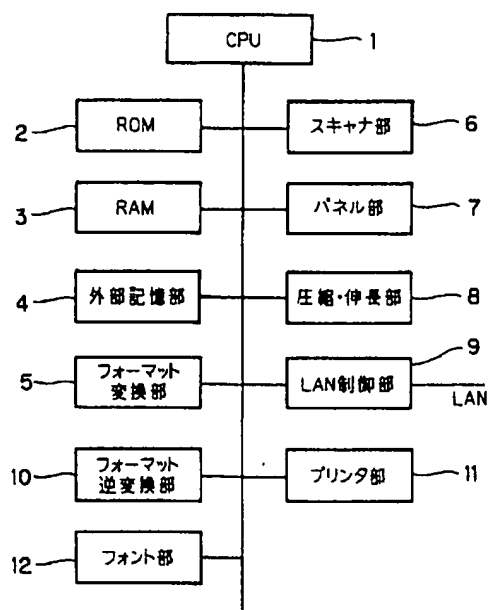 CPU
1
2
ROM
スキャナ部
6
3
RAM
パネル部
7
4
外部記憶部
圧縮・伸長部
8
5
フォーマット
変換部
LAN制御部
9
LAN
10
フォーマット
逆変換部
プリンタ部
11
12
フォント部